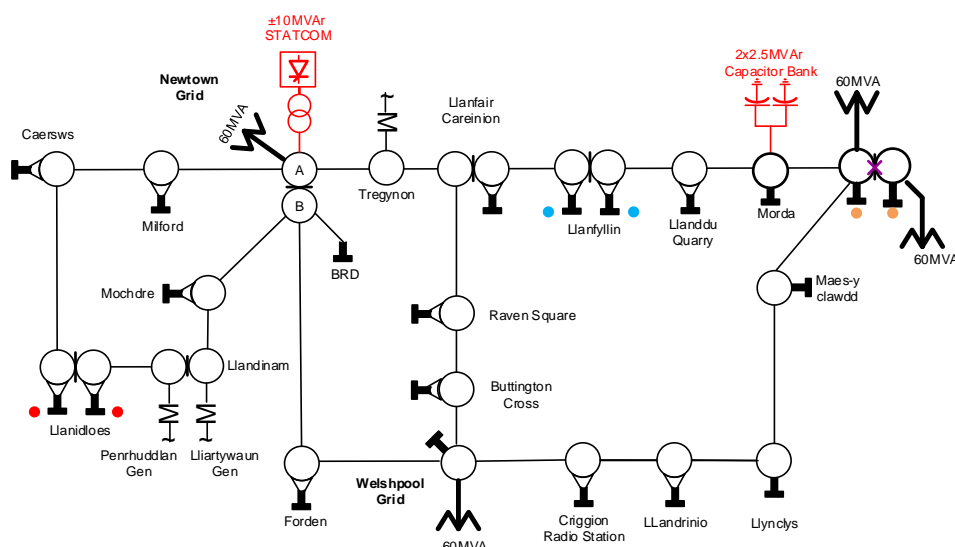 ±10MVAr
STATCOM
2x2.5MVAr
Capacitor Bank
60MVA
Newtown
Grid
60MVA
Llanfair
Careinion
Caersws
A
Tregynon
B
Milford
Llanfyllin
Llanddu
Quarry
Morda
60MVA
BRD
Mochdre
Maes-y
clawdd
Raven Square
Llandinam
Buttington
Cross
Llanidloes
Penrhuddlan
Gen
Lliartywaun
Gen
Forden
Welshpool
Grid
60MVA
Criggion
Radio Station
LLandrinio
Llynclys